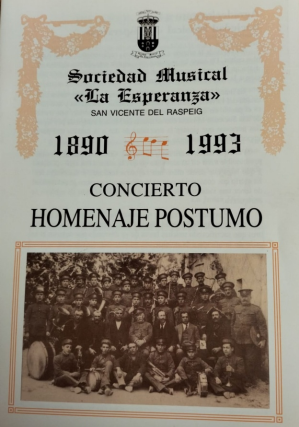 Sociedad Musical
«La Esperanza»
SAN VICENTE DEL RASPEIG
1890 1993
CONCIERTO
HOMENAJE POSTUMO